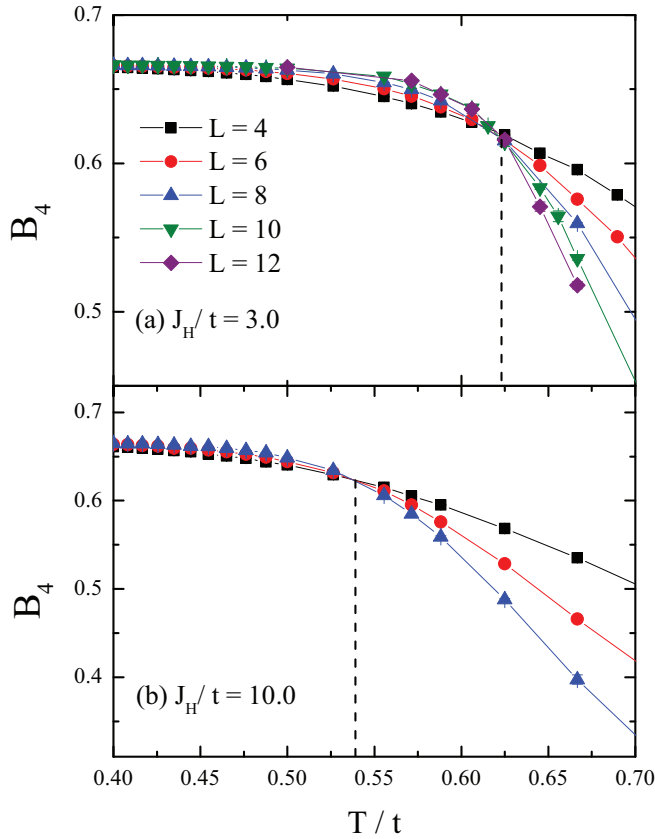 0.7
0.6
0.5
B4
L = 4
L = 6
L = 8
L = 10
L = 12
(a) JH/ t = 3.0
0.7
0.6
0.5
0.4
B4
(b) JH/ t = 10.0
0.40 0.45 0.50 0.55 0.60 0.65 0.70
T / t